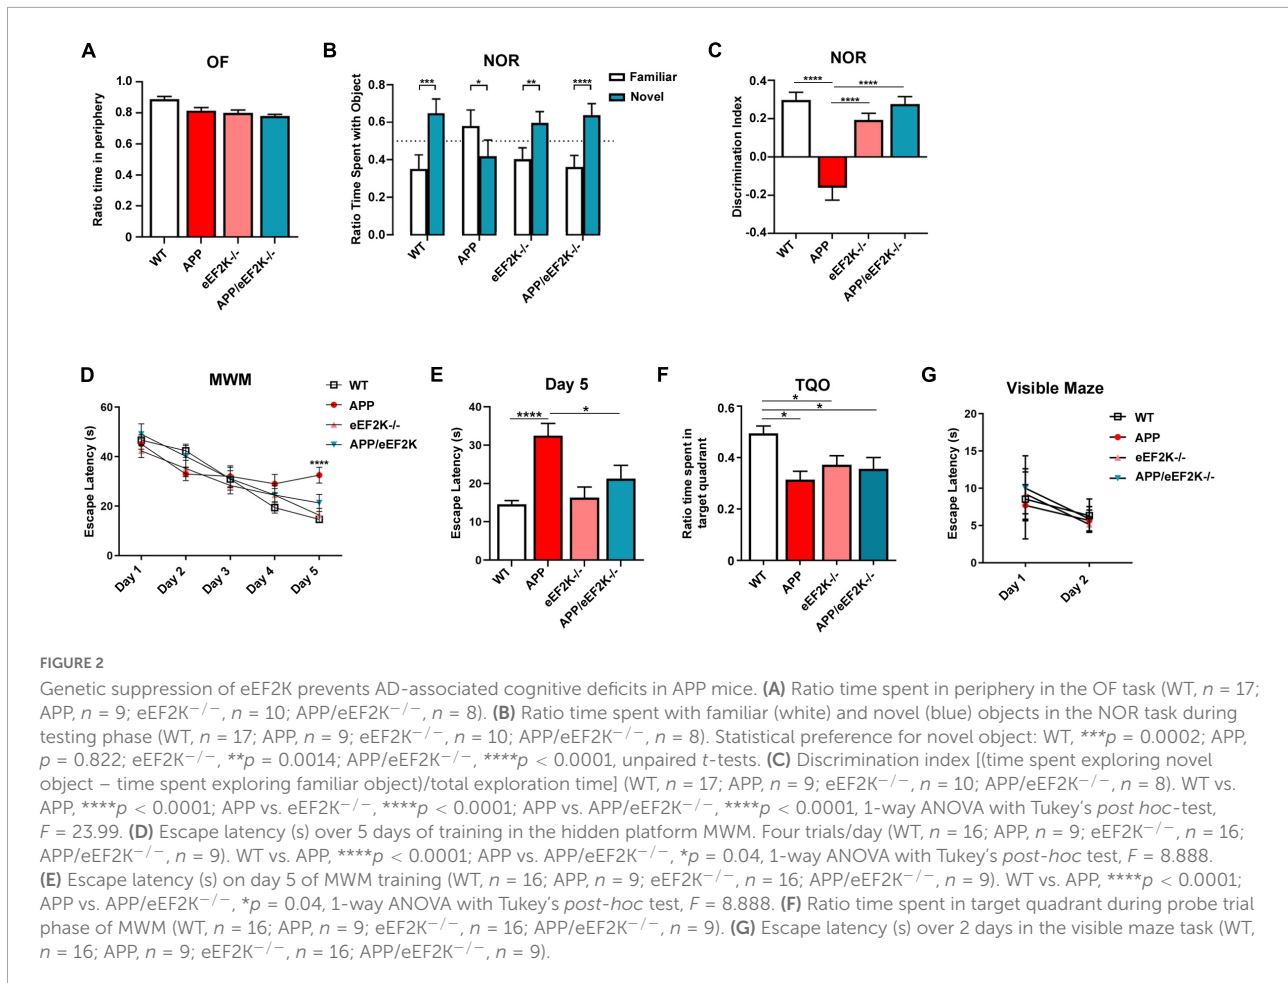 A
OF
Ratio time in periphery
1.0
0.8
0.6
0.4
0.2
0
WT
APP
eEF2K-/-
APP/eEF2K-/-
B
NOR
Familiar
Novel
Ratio Time Spent with Object
0.8
0.6
0.4
0.2
0.0
***
*
**
****
WT
APP
eEF2K-/-
APP/eEF2K-/-
C
NOR
Discrimination Index
0.4
0.2
0.0
-0.2
-0.4
****
****
****
WT
APP
eEF2K-/-
APP/eEF2K-/-
D
MWM
WT
APP
eEF2K-/-
APP/eEF2K
Escape Latency (s)
60
40
20
0
****
Day 1
Day 2
Day 3
Day 4
Day 5
E
Day 5
Escape Latency (s)
40
30
20
10
0
****
*
WT
APP
eEF2K-/-
APP/eEF2K-/-
F
TQO
Ratio time spent in
target quadrant
0.6
0.4
0.2
0
*
*
*
WT
APP
eEF2K-/-
APP/eEF2K-/-
G
Visible Maze
WT
APP
eEF2K-/-
APP/eEF2K-/-
Escape Latency (s)
20
15
10
5
0
Day 1
Day 2
FIGURE 2
Genetic suppression of eEF2K prevents AD-associated cognitive deficits in APP mice. (A) Ratio time spent in periphery in the OF task (WT, n = 17;
APP, n = 9; eEF2K−/−, n = 10; APP/eEF2K−/−, n = 8). (B) Ratio time spent with familiar (white) and novel (blue) objects in the NOR task during
testing phase (WT, n = 17; APP, n = 9; eEF2K−/−, n = 10; APP/eEF2K−/−, n = 8). Statistical preference for novel object: WT, ***p = 0.0002; APP,
p = 0.822; eEF2K−/−, **p = 0.0014; APP/eEF2K−/−, ****p < 0.0001, unpaired t-tests. (C) Discrimination index [(time spent exploring novel
object – time spent exploring familiar object)/total exploration time] (WT, n = 17; APP, n = 9; eEF2K−/−, n = 10; APP/eEF2K−/−, n = 8). WT vs.
APP, ****p < 0.0001; APP vs. eEF2K−/−, ****p < 0.0001; APP vs. APP/eEF2K−/−, ****p < 0.0001, 1-way ANOVA with Tukey's post hoc-test,
F = 23.99. (D) Escape latency (s) over 5 days of training in the hidden platform MWM. Four trials/day (WT, n = 16; APP, n = 9; eEF2K−/−, n = 16;
APP/eEF2K−/−, n = 9). WT vs. APP, ****p < 0.0001; APP vs. APP/eEF2K−/−, *p = 0.04, 1-way ANOVA with Tukey's post-hoc test, F = 8.888.
(E) Escape latency (s) on day 5 of MWM training (WT, n = 16; APP, n = 9; eEF2K−/−, n = 16; APP/eEF2K−/−, n = 9). WT vs. APP, ****p < 0.0001;
APP vs. APP/eEF2K−/−, *p = 0.04, 1-way ANOVA with Tukey's post-hoc test, F = 8.888. (F) Ratio time spent in target quadrant during probe trial
phase of MWM (WT, n = 16; APP, n = 9; eEF2K−/−, n = 16; APP/eEF2K−/−, n = 9). (G) Escape latency (s) over 2 days in the visible maze task (WT,
n = 16; APP, n = 9; eEF2K−/−, n = 16; APP/eEF2K−/−, n = 9).